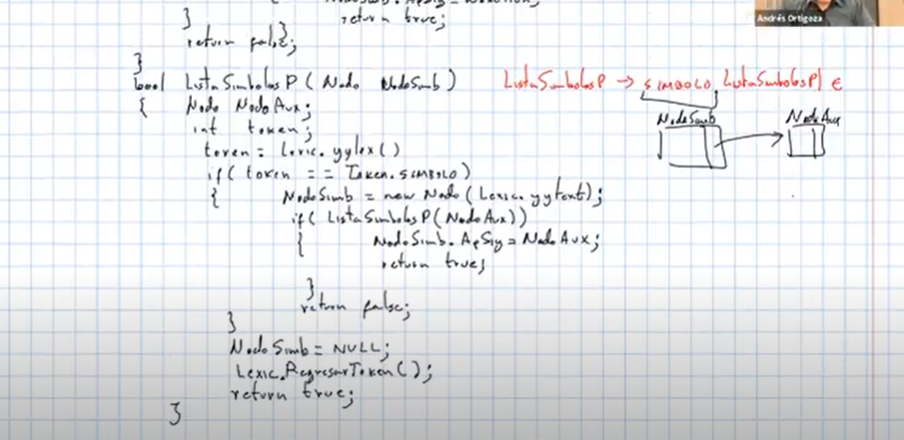 return true;
}
return false;
}
bool ListaSimbolosP (Nodo NodoSimb)
{ Nodo NodoAux;
int token;
token = Lexic.yylex()
if( token == Token.SIMBOLO)
{ NodoSimb = new Nodo (Lexic.yytext);
if( ListaSimbolosP (NodoAux))
{ NodoSimb.ApSig = NodoAux;
return true;
}
return false;
}
NodoSimb = NULL;
Lexic.RegresarToken();
return true;
}
ListaSimbolosP → SIMBOLO ListaSimbolosP | ε
NodoSimb NodoAux
Andrés Ortigoza